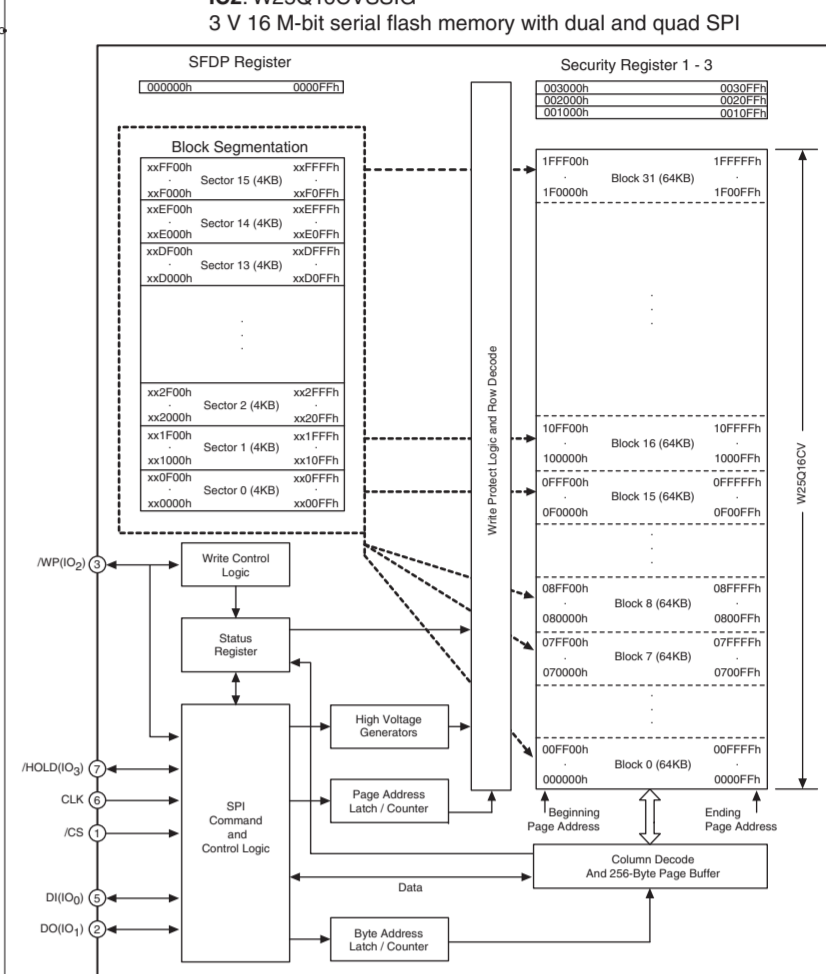 3 V 16 M-bit serial flash memory with dual and quad SPI
SFDP Register
000000h 0000FFh
Security Register 1 - 3
003000h 0030FFh
002000h 0020FFh
001000h 0010FFh
Block Segmentation
xxFF00h xxFFFFh
· Sector 15 (4KB) ·
xxF000h xxF0FFh
xxEF00h xxEFFFh
· Sector 14 (4KB) ·
xxE000h xxE0FFh
xxDF00h xxDFFFh
· Sector 13 (4KB) ·
xxD000h xxD0FFh
·
·
·
xx2F00h xx2FFFh
· Sector 2 (4KB) ·
xx2000h xx20FFh
xx1F00h xx1FFFh
· Sector 1 (4KB) ·
xx1000h xx10FFh
xx0F00h xx0FFFh
· Sector 0 (4KB) ·
xx0000h xx00FFh
Write Protect Logic and Row Decode
1FFF00h 1FFFFFh
· Block 31 (64KB) ·
1F0000h 1F00FFh
·
·
·
10FF00h 10FFFFh
· Block 16 (64KB) ·
100000h 1000FFh
0FFF00h 0FFFFFh
· Block 15 (64KB) ·
0F0000h 0F00FFh
·
·
·
08FF00h 08FFFFh
· Block 8 (64KB) ·
080000h 0800FFh
07FF00h 07FFFFh
· Block 7 (64KB) ·
070000h 0700FFh
·
·
·
00FF00h 00FFFFh
· Block 0 (64KB) ·
000000h 0000FFh
W25Q16CV
/WP(IO2) 3
Write Control
Logic
Status
Register
High Voltage
Generators
/HOLD(IO3) 7
CLK 6
/CS 1
DI(IO0) 5
DO(IO1) 2
SPI
Command
and
Control Logic
Page Address
Latch / Counter
Beginning
Page Address
Ending
Page Address
Column Decode
And 256-Byte Page Buffer
Data
Byte Address
Latch / Counter